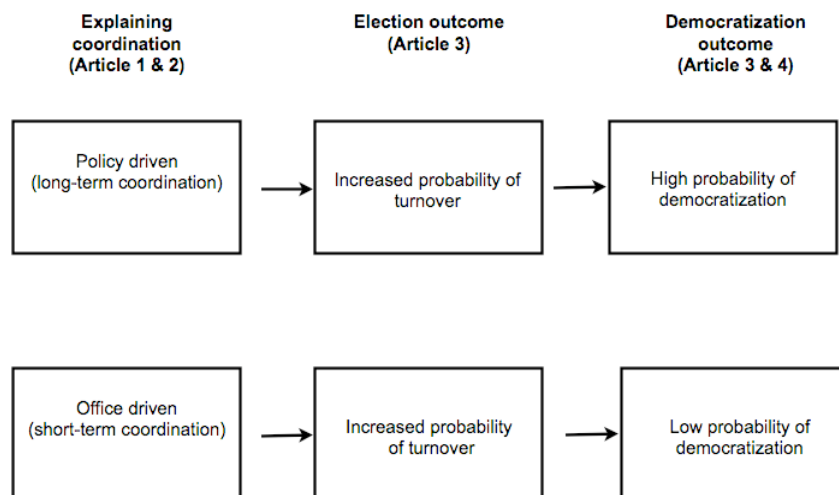 Explaining
coordination
(Article 1 & 2)
Election outcome
(Article 3)
Democratization
outcome
(Article 3 & 4)
Policy driven
(long-term coordination)
Increased probability of
turnover
High probability of
democratization
Office driven
(short-term coordination)
Increased probability
of turnover
Low probability of
democratization